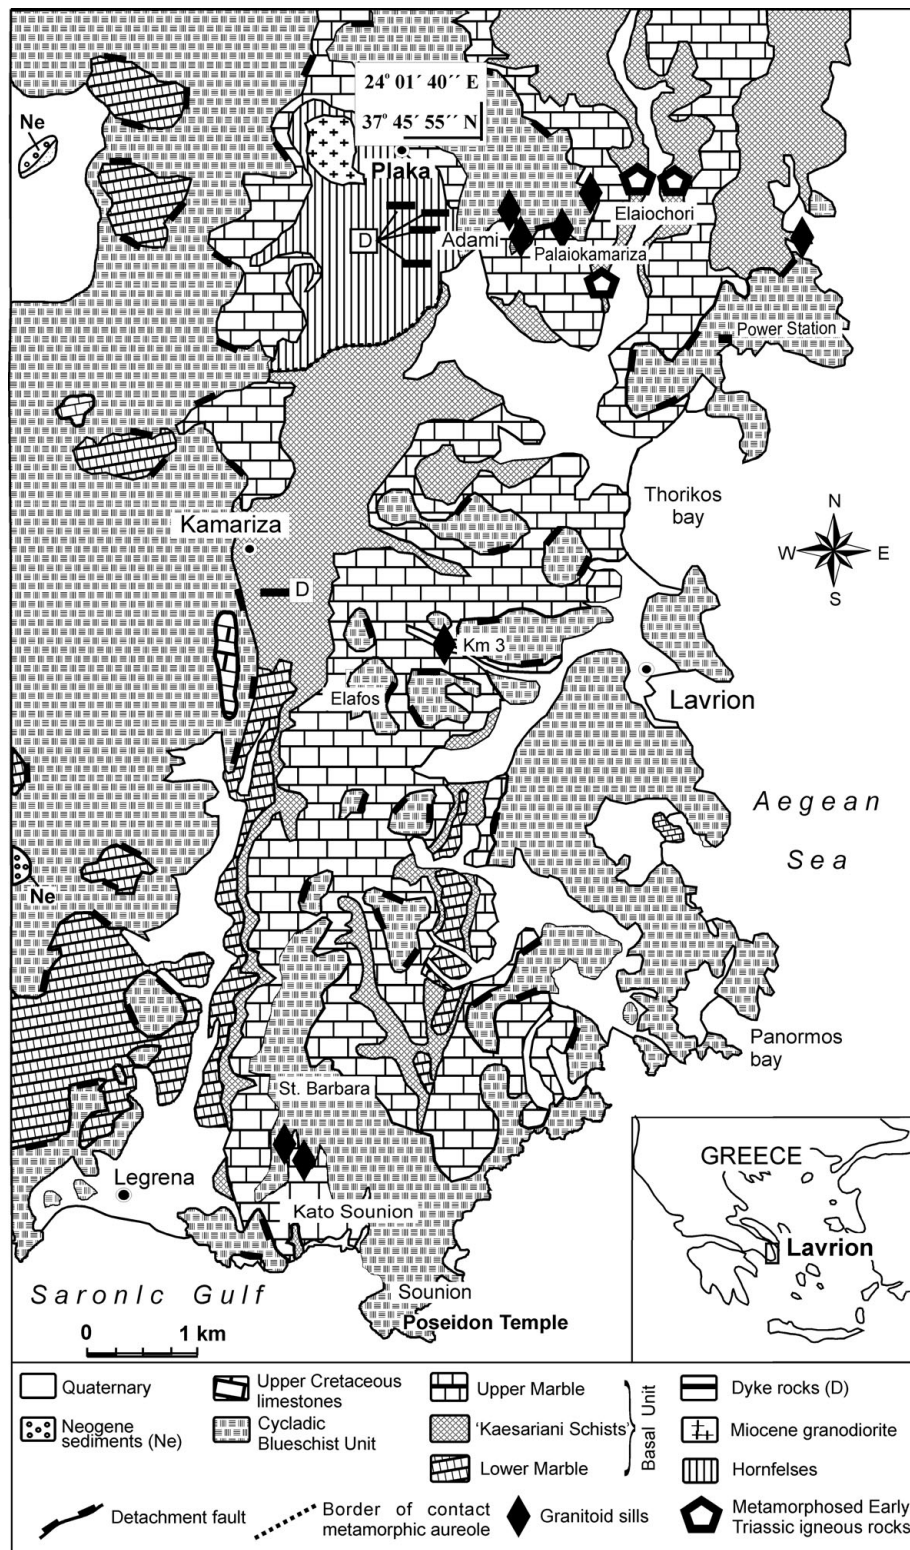 24° 01´ 40´´ E
37° 45´ 55´´ N
Ne
Plaka
D
Adami
Elaiochori
Palaiokamariza
Power Station
Thorikos
bay
Kamariza
N
W
E
S
D
Km 3
Elafos
Lavrion
Aegean
Sea
Ne
Panormos
bay
St. Barbara
Legrena
Kato Sounion
GREECE
Lavrion
Saronic Gulf
Sounion
Poseidon Temple
0 1 km
Quaternary
Neogene
sediments (Ne)
Upper Cretaceous
limestones
Cycladic
Blueschist Unit
Upper Marble
'Kaesariani Schists'
Lower Marble
Basal Unit
Dyke rocks (D)
Miocene granodiorite
Hornfelses
Detachment fault
Border of contact
metamorphic aureole
Granitoid sills
Metamorphosed Early
Triassic igneous rocks